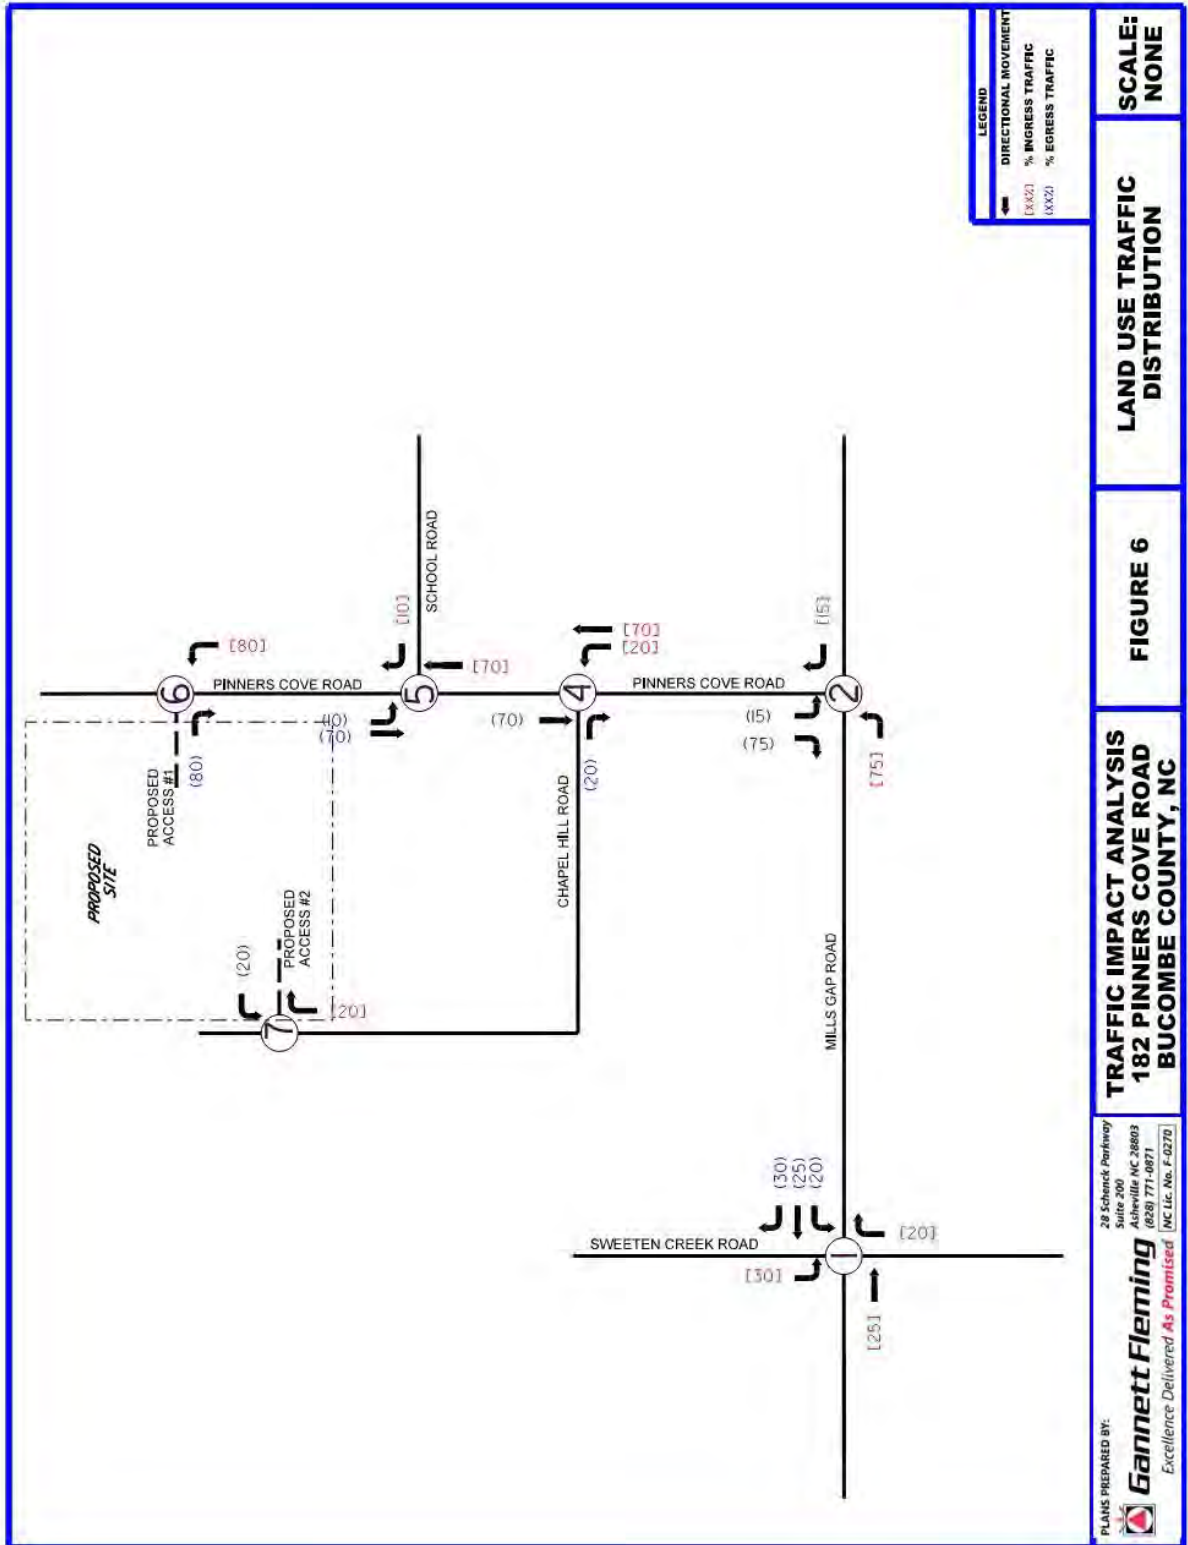 LEGEND
DIRECTIONAL MOVEMENT
[XX%] % INGRESS TRAFFIC
(XX%) % EGRESS TRAFFIC
PROPOSED
SITE
PROPOSED
ACCESS #1
PROPOSED
ACCESS #2
6
[80]
(80)
PINNERS COVE ROAD
5
[10]
[70]
(10)
(70)
SCHOOL ROAD
4
[70]
[20]
(70)
(20)
CHAPEL HILL ROAD
PINNERS COVE ROAD
7
(20)
[20]
2
[15]
(15)
(75)
[75]
MILLS GAP ROAD
1
(30)
(25)
(20)
[20]
[30]
[25]
SWEETEN CREEK ROAD
PLANS PREPARED BY:
Gannett Fleming
Excellence Delivered As Promised
28 Schenck Parkway
Suite 200
Asheville NC 28803
(828) 771-0871
NC Lic. No. F-0270
TRAFFIC IMPACT ANALYSIS
182 PINNERS COVE ROAD
BUCOMBE COUNTY, NC
FIGURE 6
LAND USE TRAFFIC
DISTRIBUTION
SCALE:
NONE